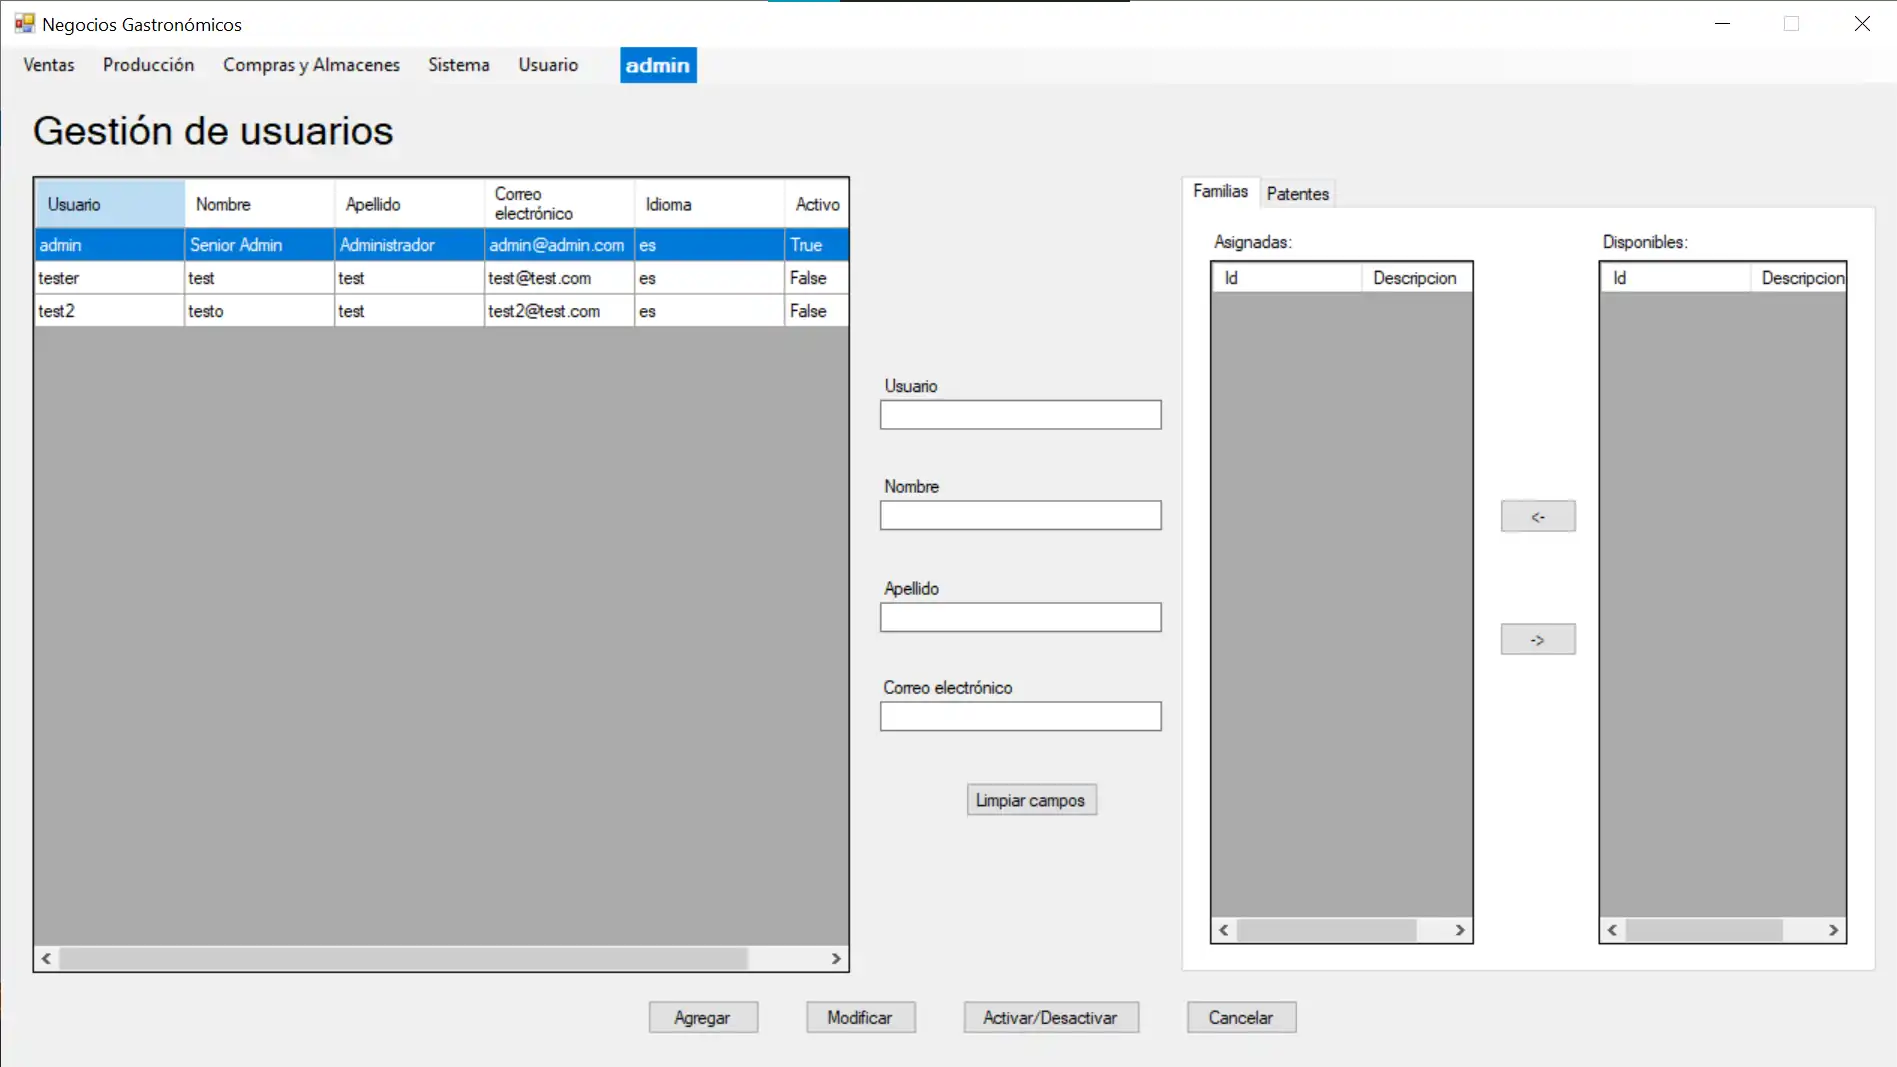 Negocios Gastronómicos
Ventas Producción Compras y Almacenes Sistema Usuario admin
Gestión de usuarios
Usuario Nombre Apellido Correo electrónico Idioma Activo
admin Senior Admin Administrador admin@admin.com es True
tester test test test@test.com es False
test2 testo test test2@test.com es False
Usuario
Nombre
Apellido
Correo electrónico
Limpiar campos
Familias Patentes
Asignadas: Disponibles:
Id Descripcion Id Descripcion
<-
->
Agregar Modificar Activar/Desactivar Cancelar